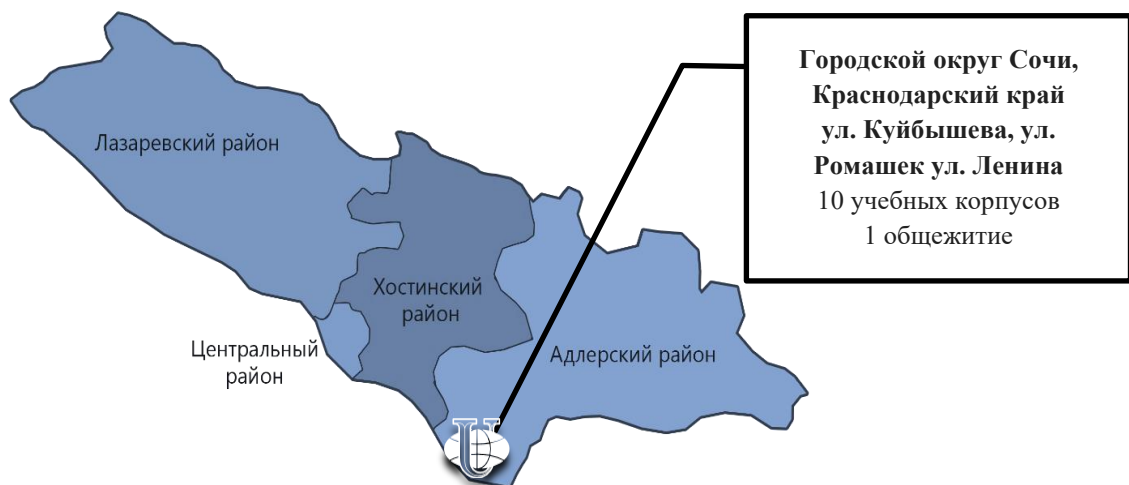 Городской округ Сочи,
Краснодарский край
ул. Куйбышева, ул.
Ромашек ул. Ленина
10 учебных корпусов
1 общежитие
Лазаревский район
Хостинский
район
Центральный
район
Адлерский район
U